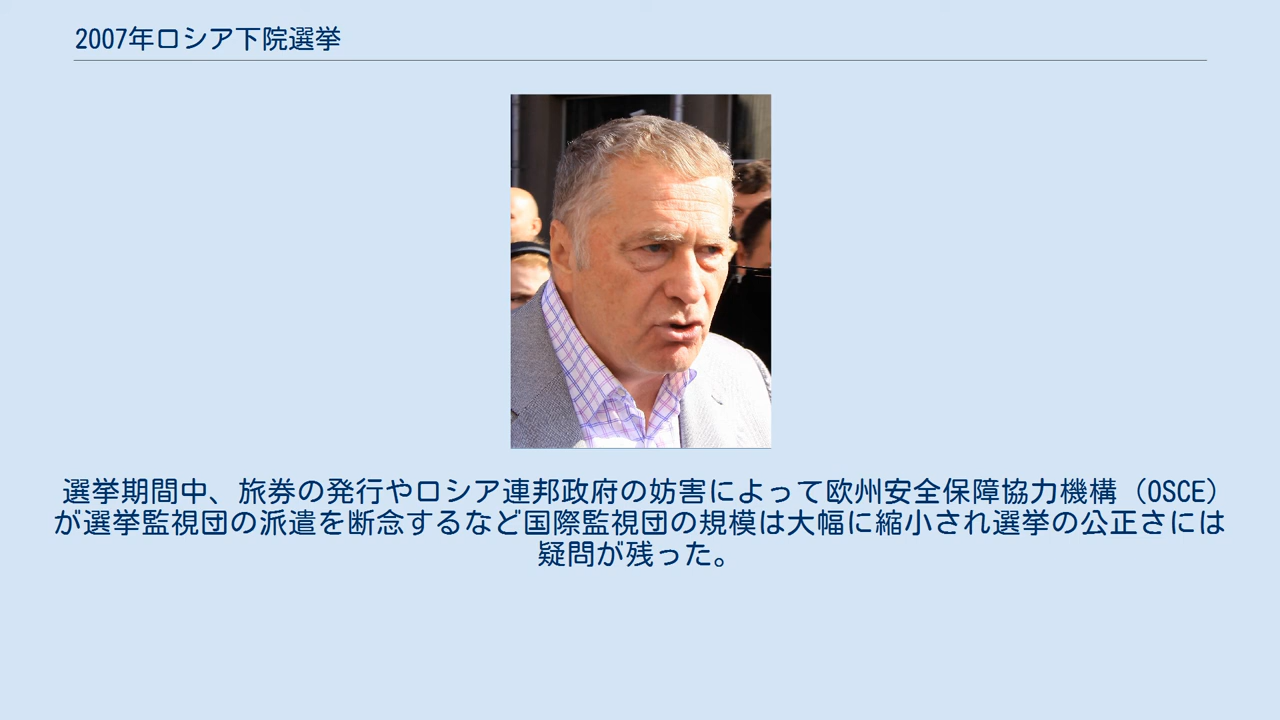 2007年ロシア下院選挙
選挙期間中、旅券の発行やロシア連邦政府の妨害によって欧州安全保障協力機構（OSCE）
が選挙監視団の派遣を断念するなど国際監視団の規模は大幅に縮小され選挙の公正さには
疑問が残った。